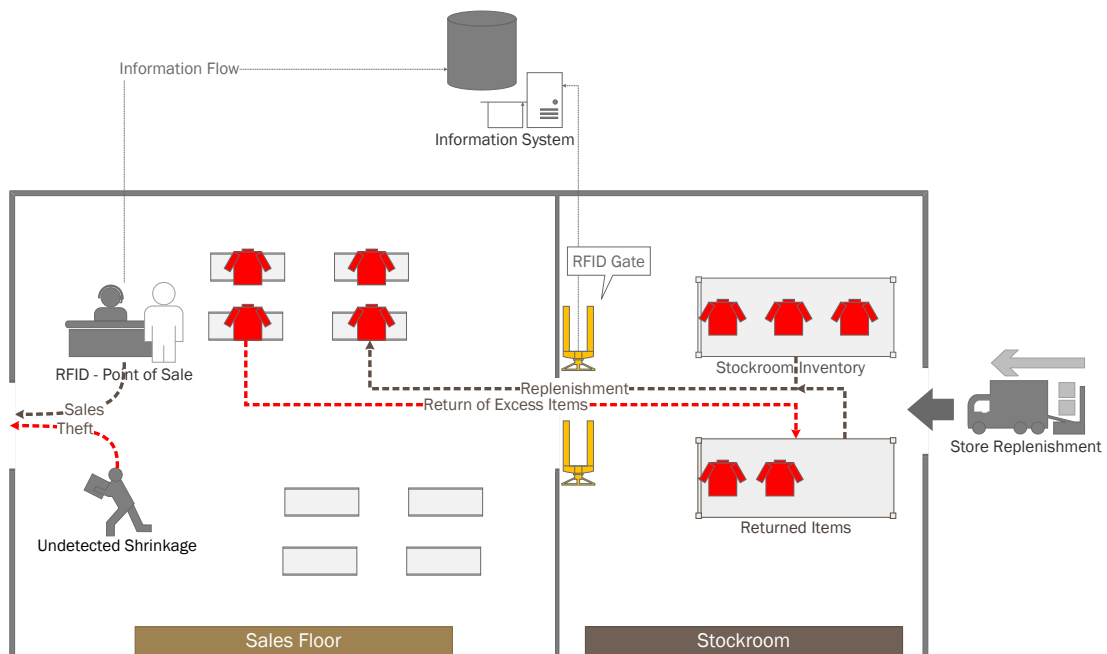 Information Flow
Information System
RFID Gate
RFID - Point of Sale
Stockroom Inventory
Replenishment
Return of Excess Items
Sales
Theft
Store Replenishment
Returned Items
Undetected Shrinkage
Sales Floor
Stockroom